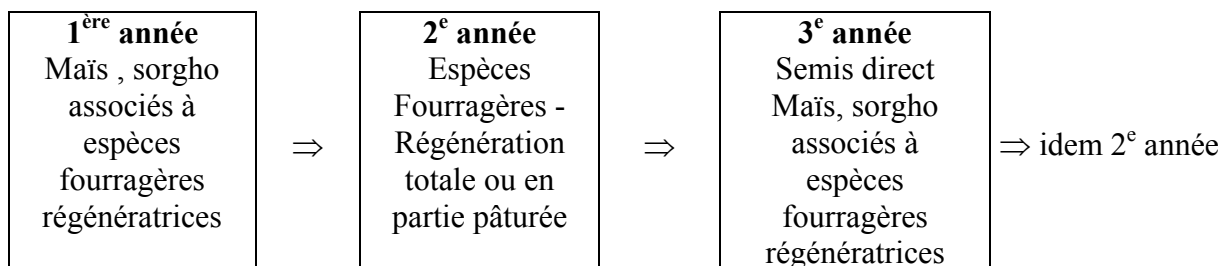 1ère année
Maïs , sorgho
associés à
espèces
fourragères
régénératrices
⇒
2e année
Espèces
Fourragères -
Régénération
totale ou en
partie pâturée
⇒
3e année
Semis direct
Maïs, sorgho
associés à
espèces
fourragères
régénératrices
⇒ idem 2e année